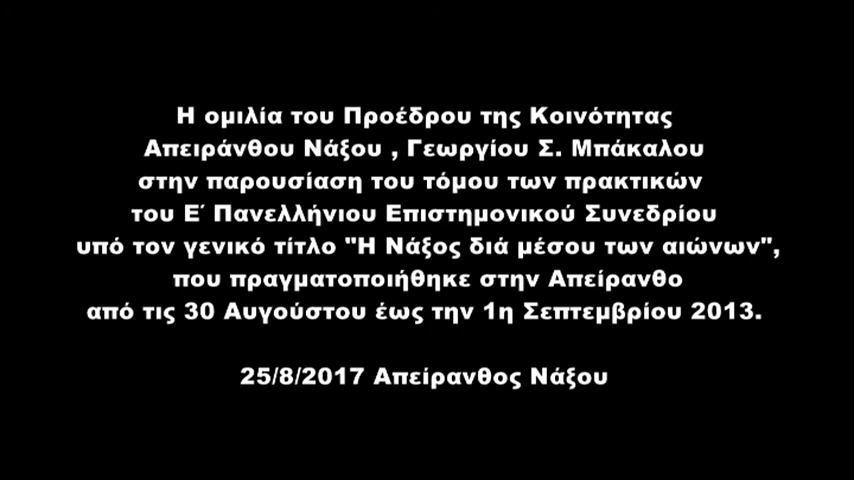 Η ομιλία του Προέδρου της Κοινότητας
Απειράνθου Νάξου , Γεωργίου Σ. Μπάκαλου
στην παρουσίαση του τόμου των πρακτικών
του Ε΄ Πανελλήνιου Επιστημονικού Συνεδρίου
υπό τον γενικό τίτλο "Η Νάξος διά μέσου των αιώνων",
που πραγματοποιήθηκε στην Απείρανθο
από τις 30 Αυγούστου έως την 1η Σεπτεμβρίου 2013.
25/8/2017 Απείρανθος Νάξου